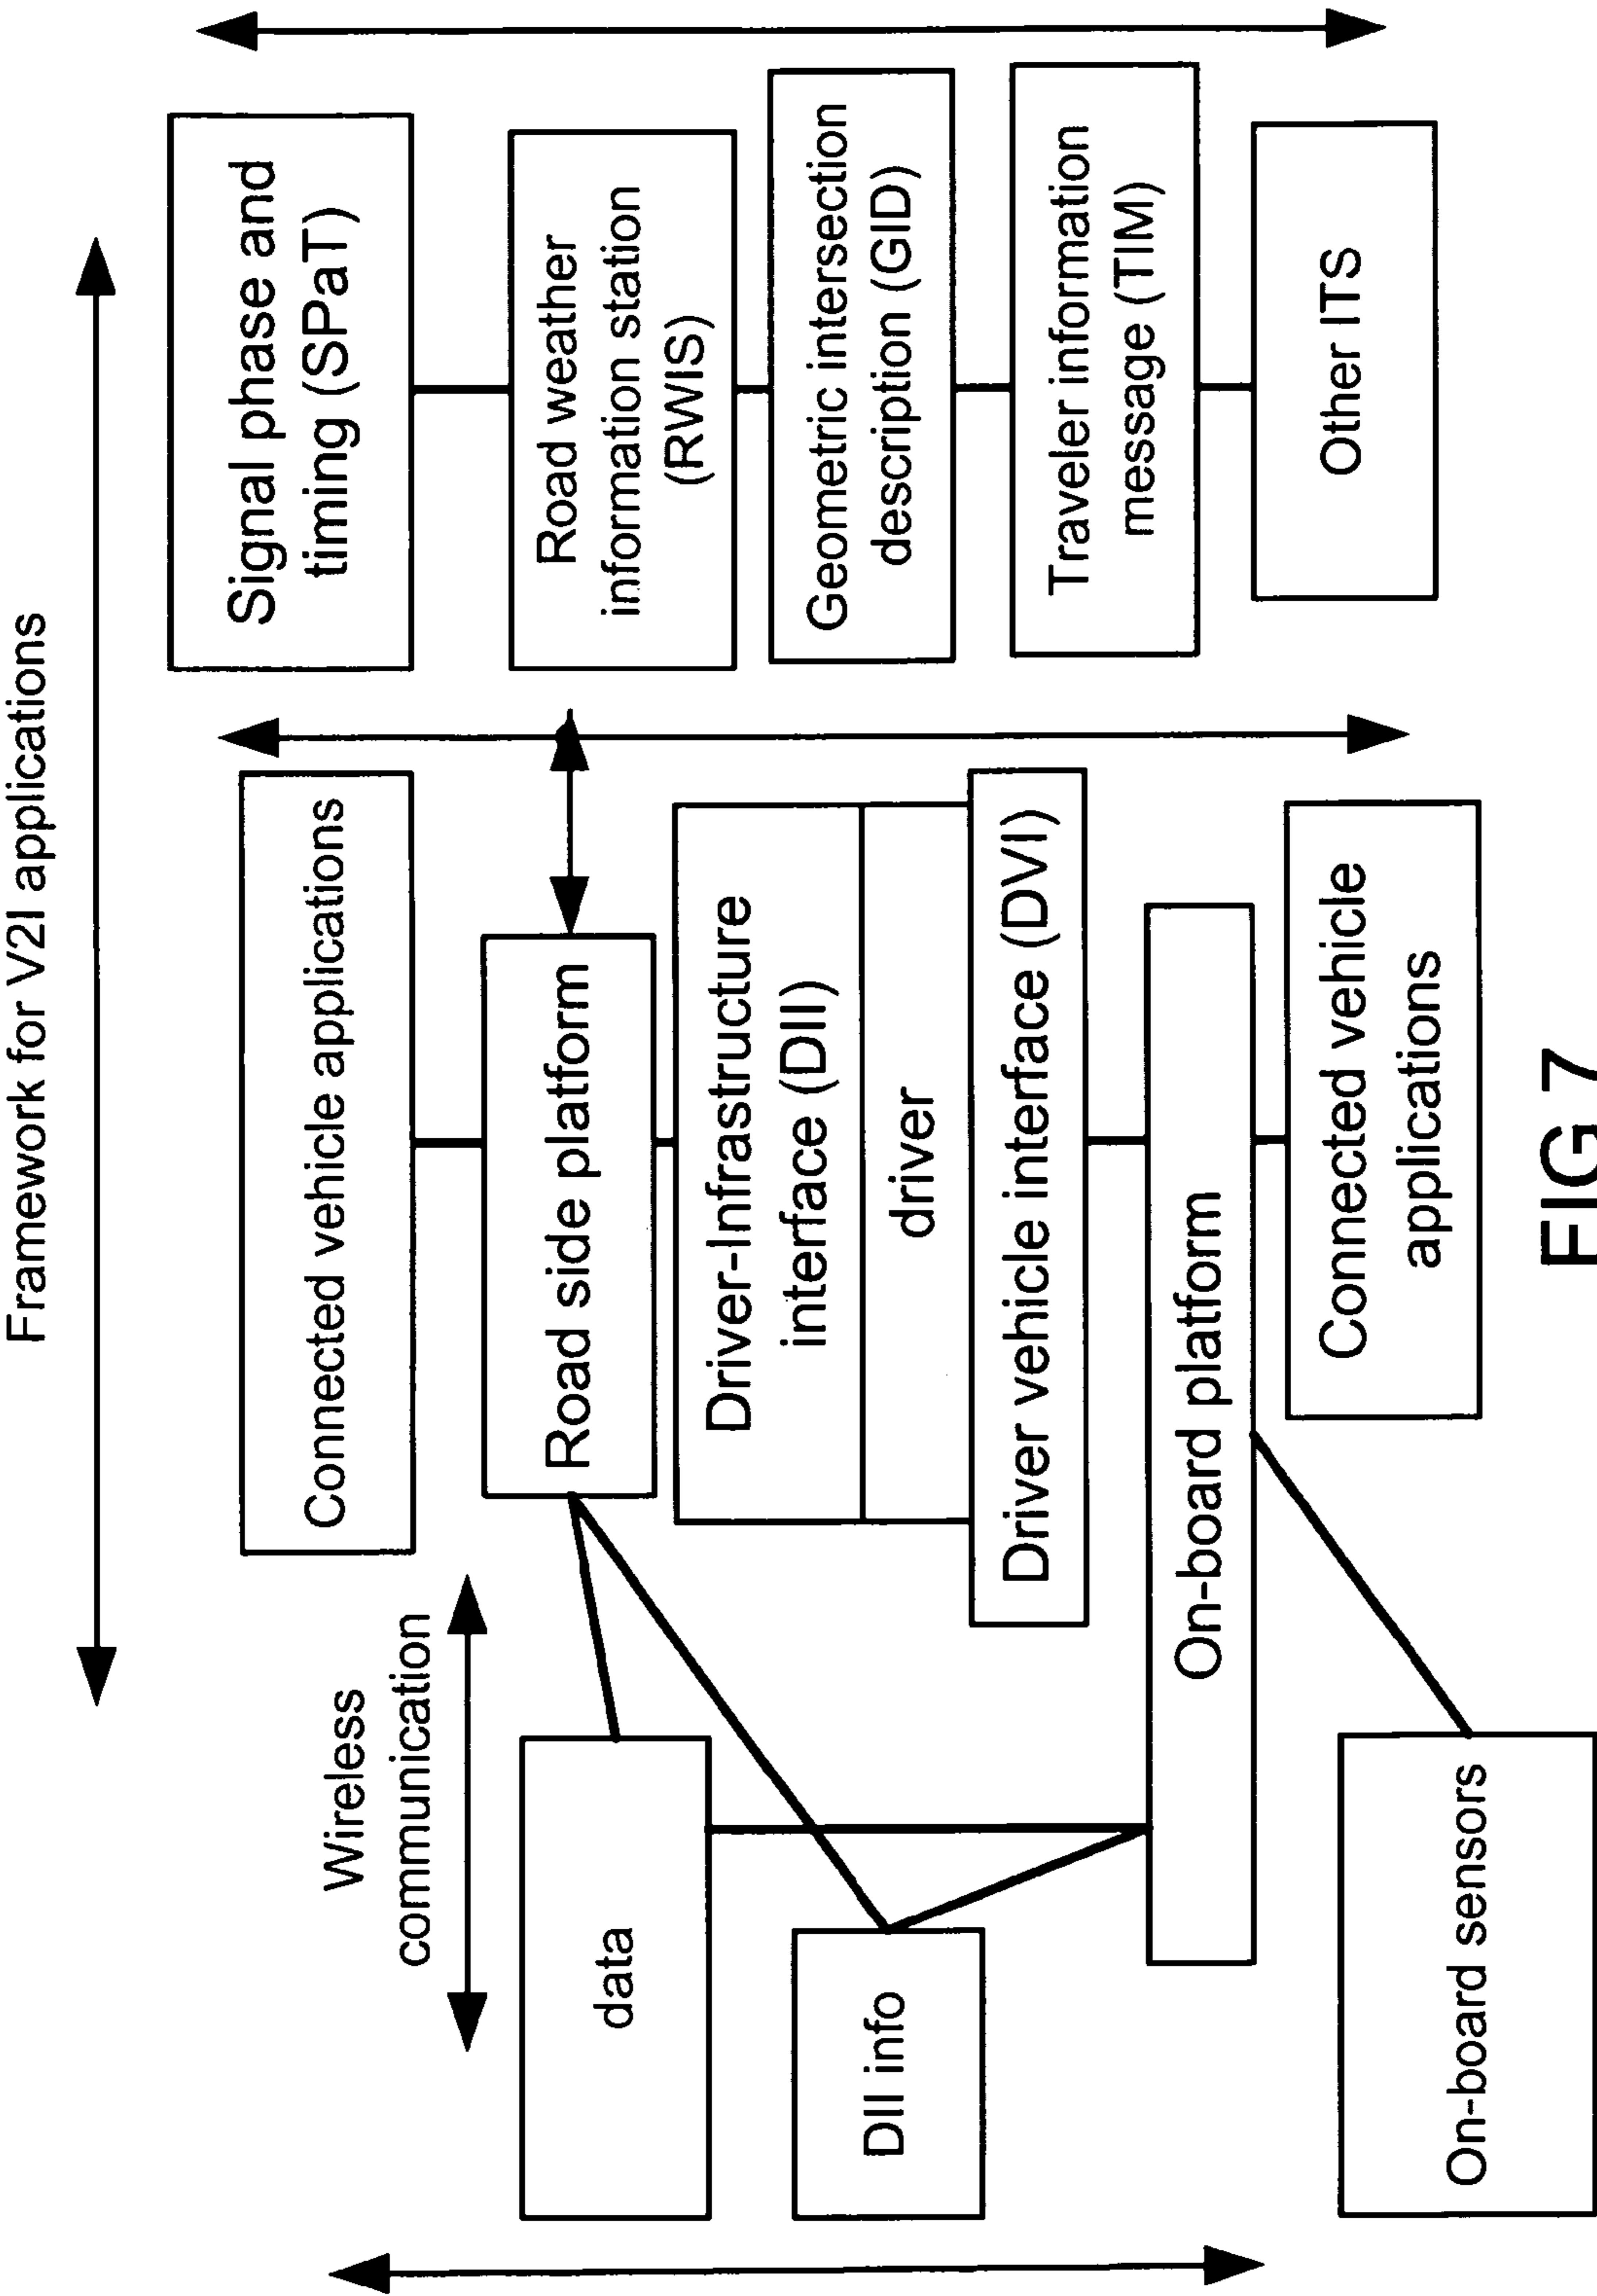 Framework for V2I applications
Wireless
communication
data
DII info
On-board sensors
Connected vehicle applications
Road side platform
Driver-Infrastructure
interface (DII)
driver
Driver vehicle interface (DVI)
On-board platform
Connected vehicle
applications
Signal phase and
timing (SPaT)
Road weather
information station
(RWIS)
Geometric intersection
description (GID)
Traveler information
message (TIM)
Other ITS
FIG 7